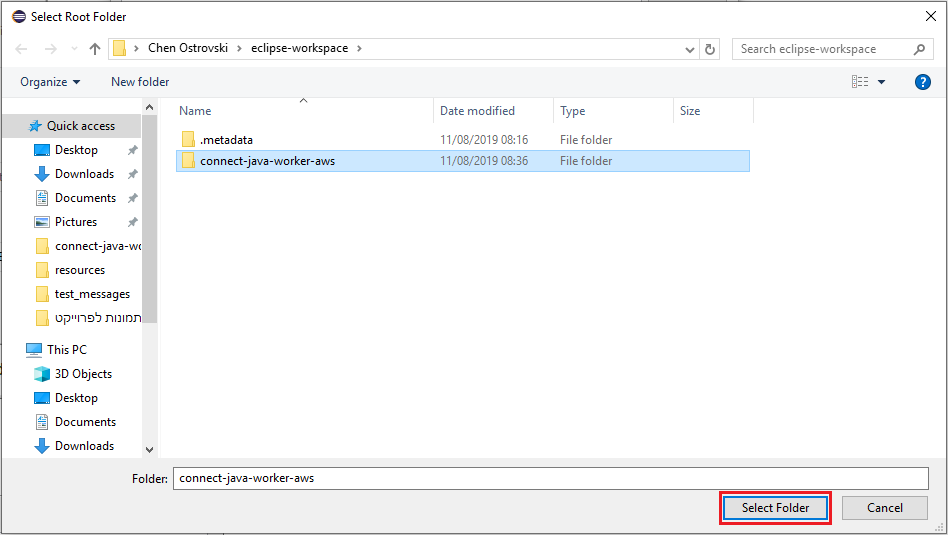 Select Root Folder
Chen Ostrovski > eclipse-workspace >
Search eclipse-workspace
Organize
New folder
Name
Date modified
Type
Size
.metadata
11/08/2019 08:16
File folder
connect-java-worker-aws
11/08/2019 08:36
File folder
Quick access
Desktop
Downloads
Documents
Pictures
connect-java-wo
resources
test_messages
תמונות לפרוייקט
This PC
3D Objects
Desktop
Documents
Downloads
Folder:
connect-java-worker-aws
Select Folder
Cancel